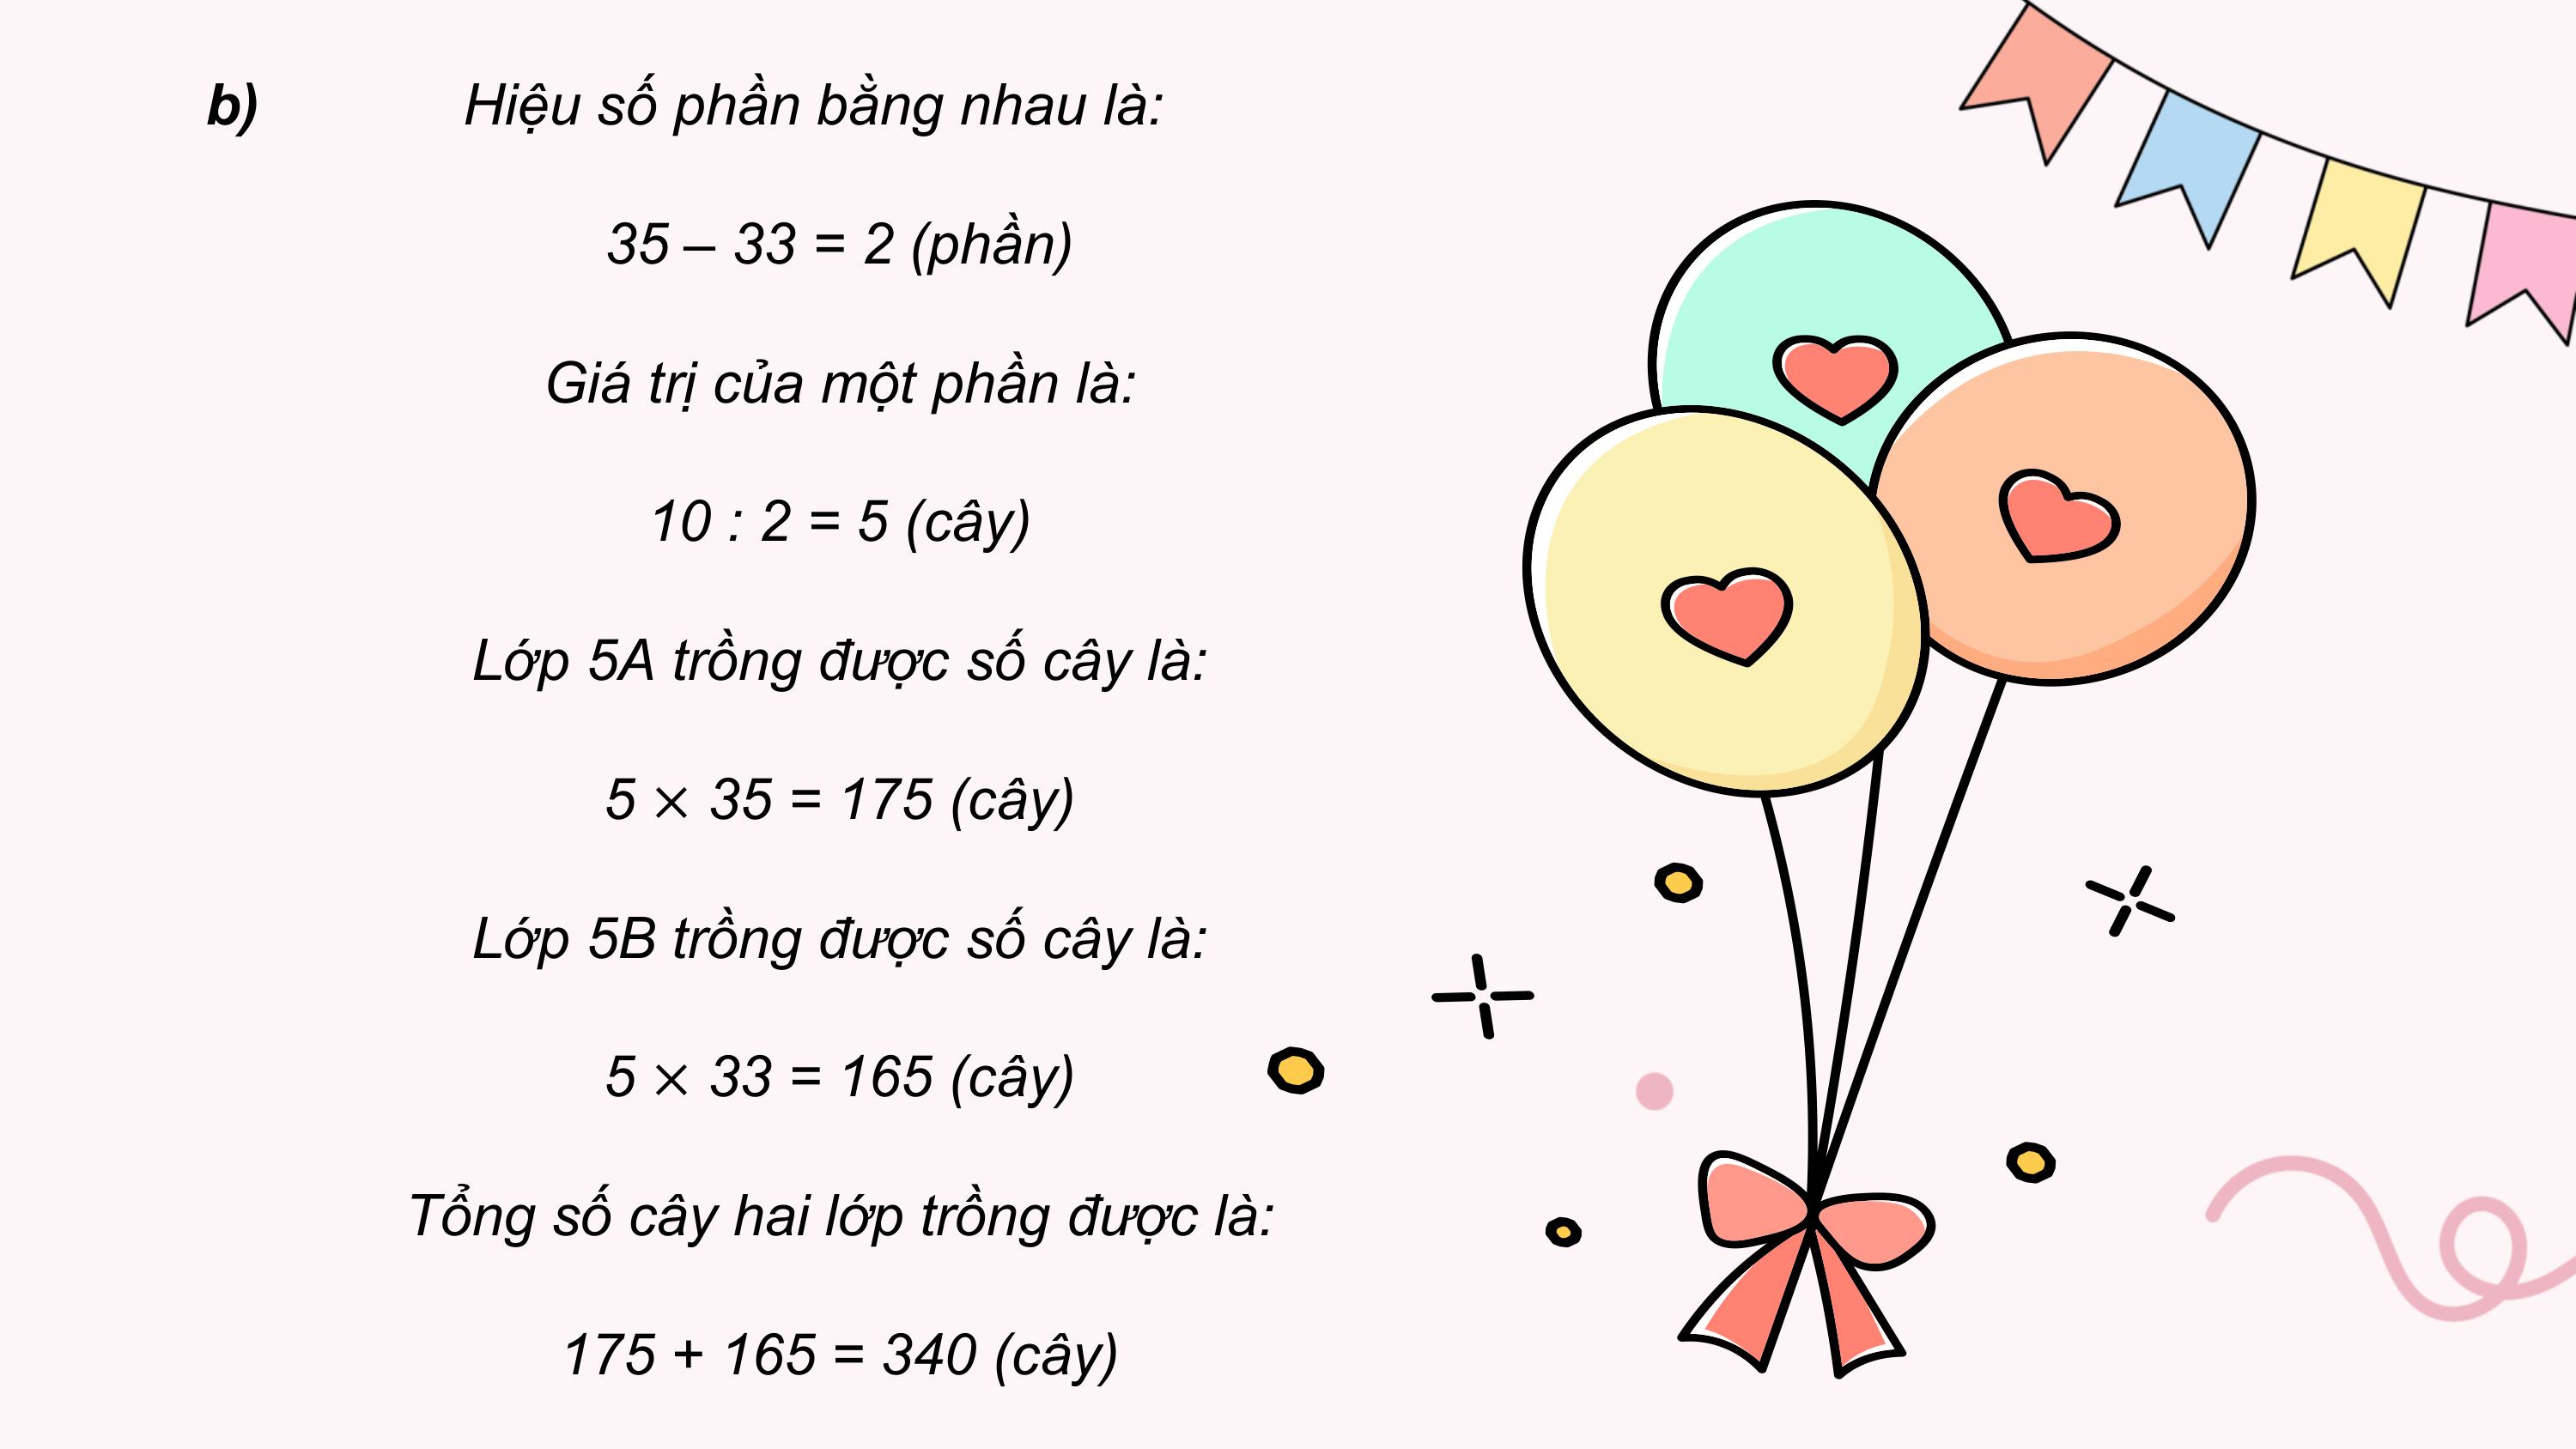 b) Hiệu số phần bằng nhau là:
35 – 33 = 2 (phần)
Giá trị của một phần là:
10 : 2 = 5 (cây)
Lớp 5A trồng được số cây là:
5 × 35 = 175 (cây)
Lớp 5B trồng được số cây là:
5 × 33 = 165 (cây)
Tổng số cây hai lớp trồng được là:
175 + 165 = 340 (cây)